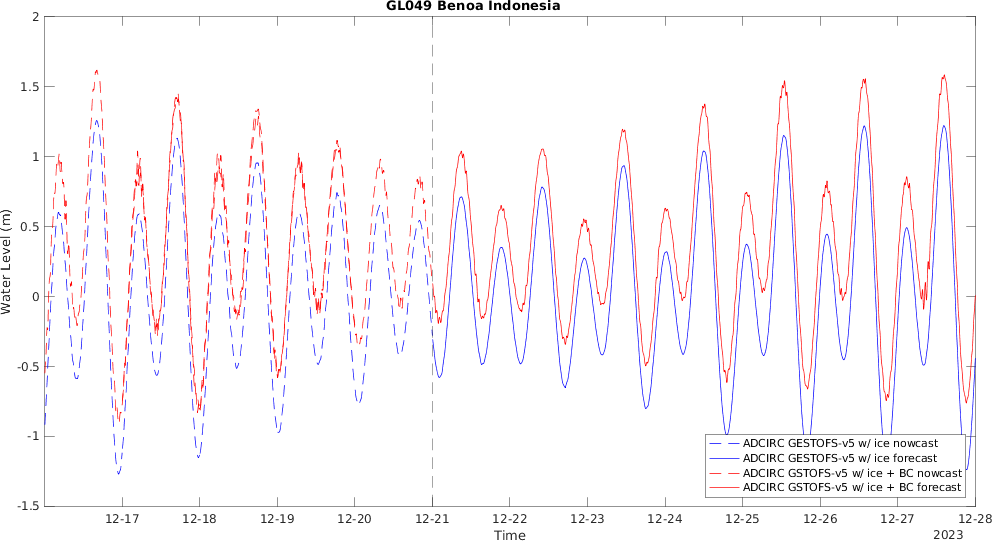 GL049 Benoa Indonesia
2
1.5
1
0.5
0
-0.5
-1
-1.5
Water Level (m)
ADCIRC GESTOFS-v5 w/ ice nowcast
ADCIRC GESTOFS-v5 w/ ice forecast
ADCIRC GSTOFS-v5 w/ ice + BC nowcast
ADCIRC GSTOFS-v5 w/ ice + BC forecast
12-17 12-18 12-19 12-20 12-21 12-22 12-23 12-24 12-25 12-26 12-27 12-28
Time
2023